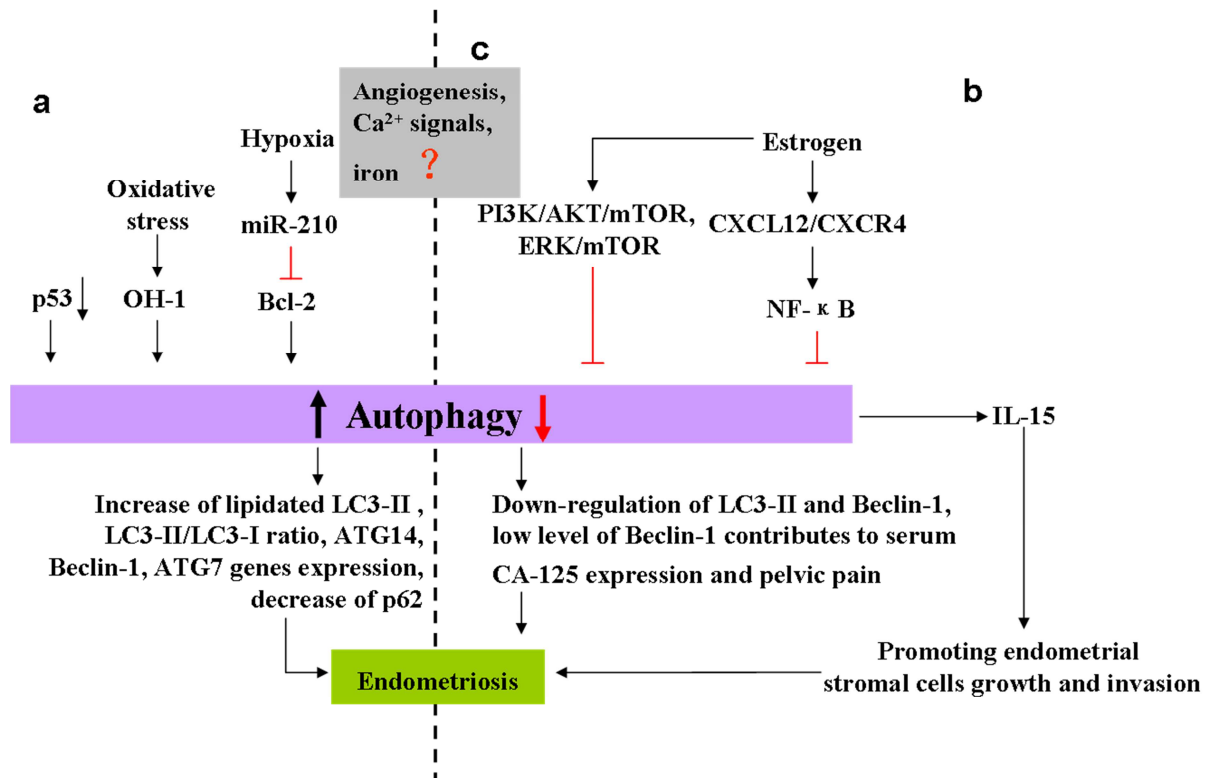 a
c
b
Angiogenesis,
Ca²⁺ signals,
iron ?
Hypoxia
miR-210
Bcl-2
Oxidative
stress
OH-1
p53
Estrogen
PI3K/AKT/mTOR,
ERK/mTOR
CXCL12/CXCR4
NF-κB
Autophagy
IL-15
Increase of lipidated LC3-II ,
LC3-II/LC3-I ratio, ATG14,
Beclin-1, ATG7 genes expression,
decrease of p62
Down-regulation of LC3-II and Beclin-1,
low level of Beclin-1 contributes to serum
CA-125 expression and pelvic pain
Endometriosis
Promoting endometrial
stromal cells growth and invasion